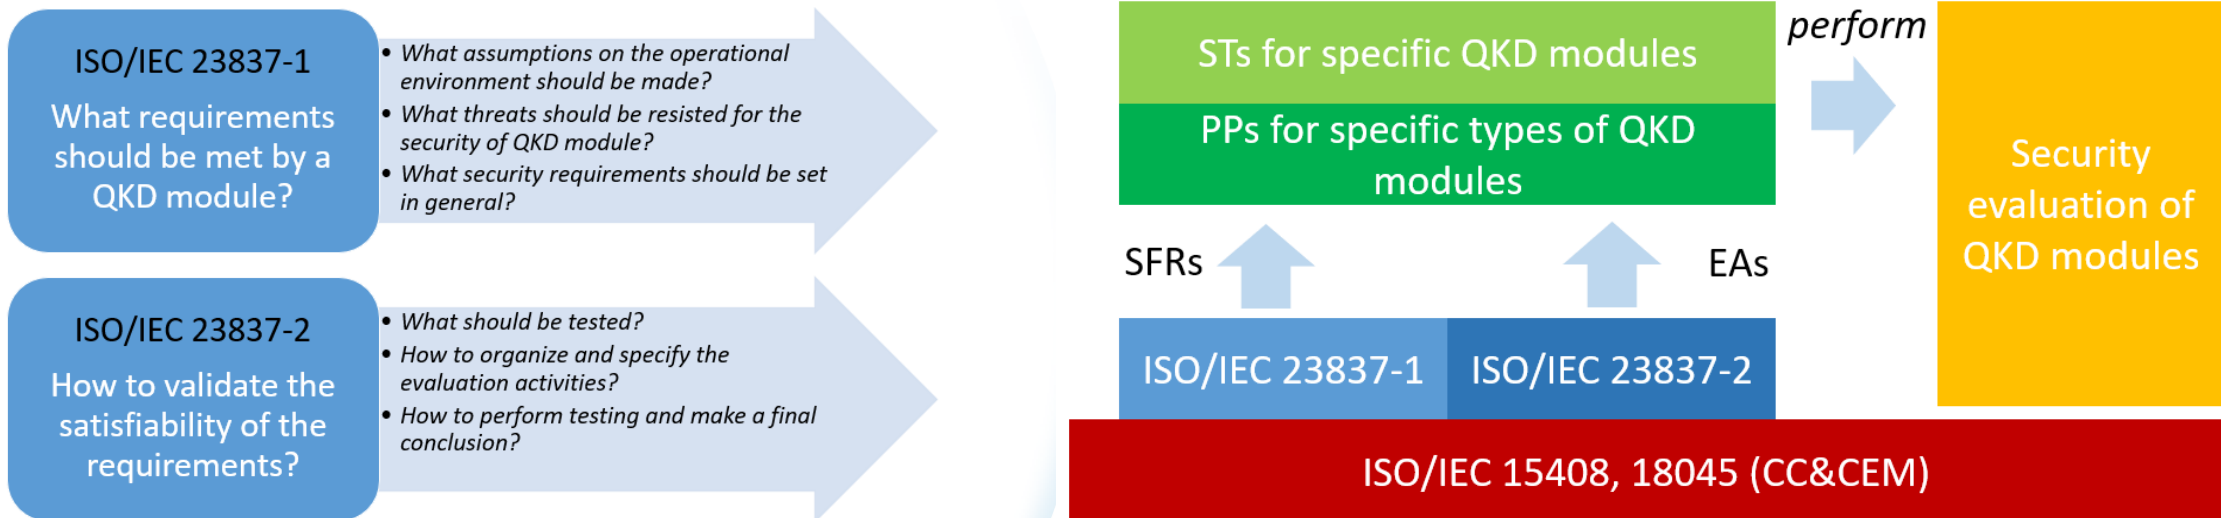 ISO/IEC 23837-1
What requirements
should be met by a
QKD module?
• What assumptions on the operational
environment should be made?
• What threats should be resisted for the
security of QKD module?
• What security requirements should be set
in general?
ISO/IEC 23837-2
How to validate the
satisfiability of the
requirements?
• What should be tested?
• How to organize and specify the
evaluation activities?
• How to perform testing and make a final
conclusion?
STs for specific QKD modules
PPs for specific types of QKD
modules
perform
Security
evaluation of
QKD modules
SFRs
EAs
ISO/IEC 23837-1
ISO/IEC 23837-2
ISO/IEC 15408, 18045 (CC&CEM)